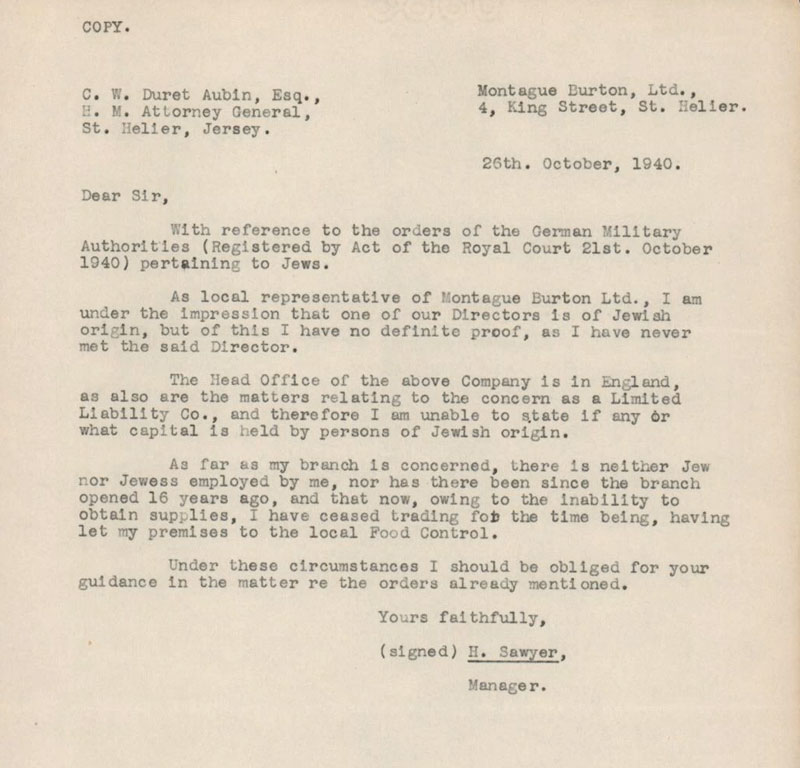 COPY.
C. W. Duret Aubin, Esq.,
H. M. Attorney General,
St. Helier, Jersey.
Montague Burton, Ltd.,
4, King Street, St. Helier.
26th. October, 1940.
Dear Sir,
With reference to the orders of the German Military
Authorities (Registered by Act of the Royal Court 21st. October
1940) pertaining to Jews.
As local representative of Montague Burton Ltd., I am
under the impression that one of our Directors is of Jewish
origin, but of this I have no definite proof, as I have never
met the said Director.
The Head Office of the above Company is in England,
as also are the matters relating to the concern as a Limited
Liability Co., and therefore I am unable to state if any or
what capital is held by persons of Jewish origin.
As far as my branch is concerned, there is neither Jew
nor Jewess employed by me, nor has there been since the branch
opened 16 years ago, and that now, owing to the inability to
obtain supplies, I have ceased trading for the time being, having
let my premises to the local Food Control.
Under these circumstances I should be obliged for your
guidance in the matter re the orders already mentioned.
Yours faithfully,
(signed) H. Sawyer,
Manager.